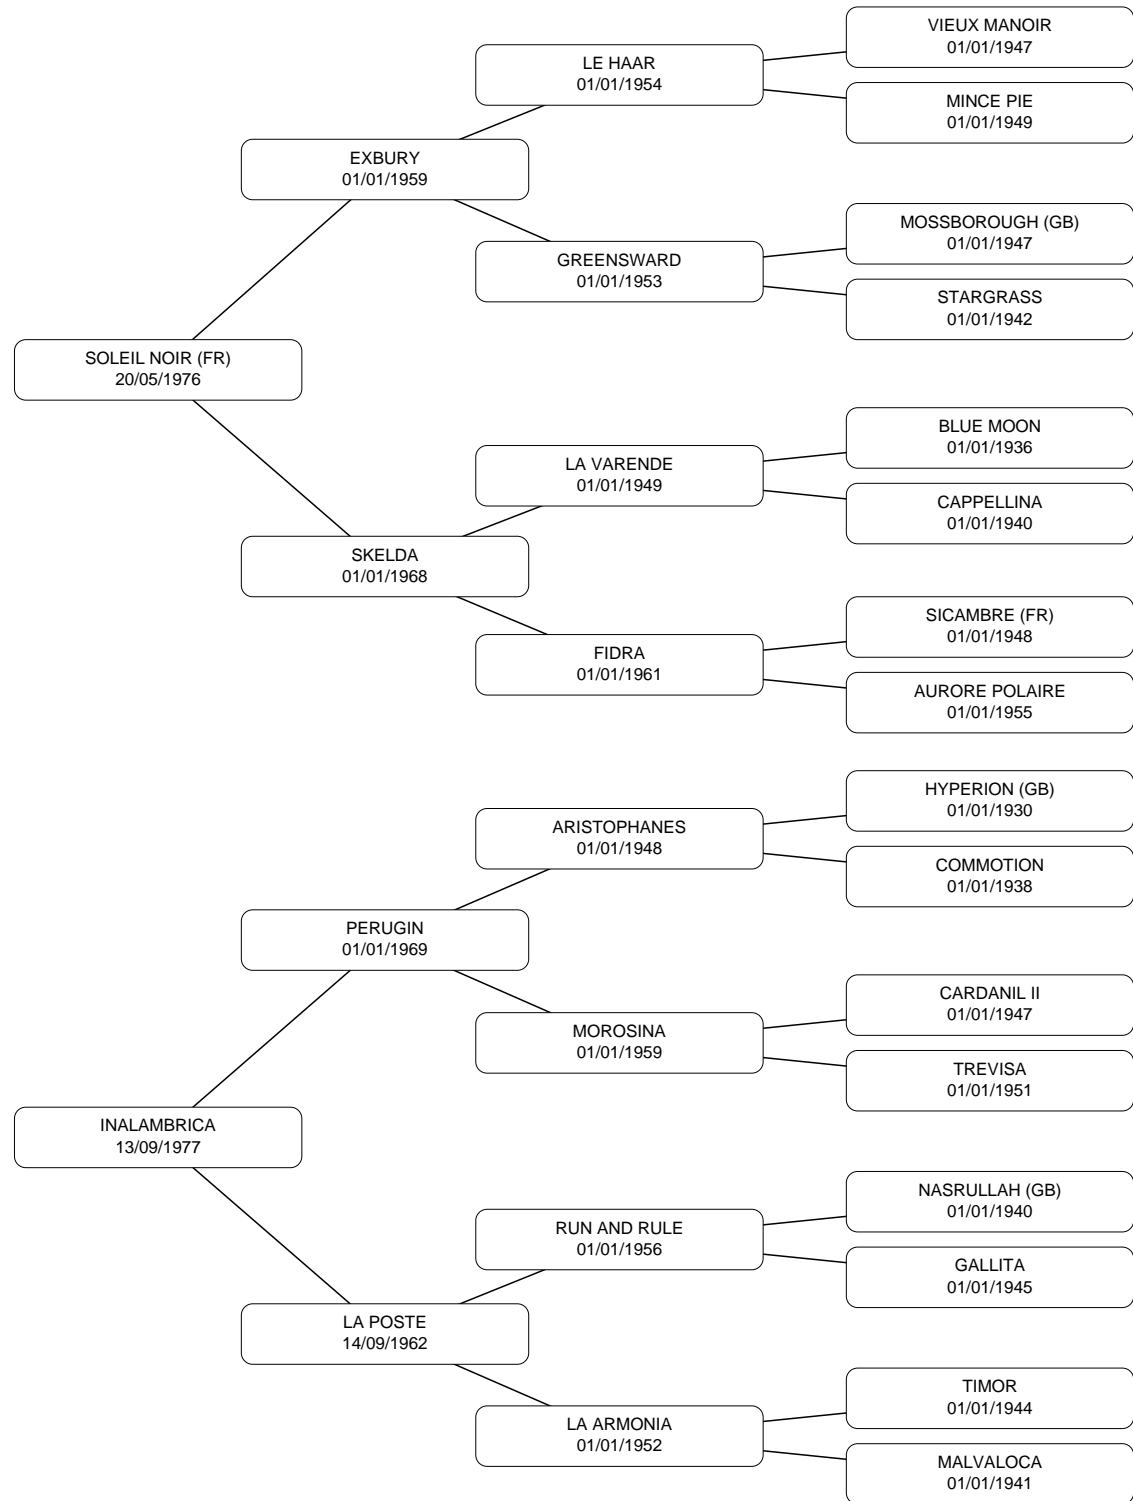 VIEUX MANOIR
01/01/1947
LE HAAR
01/01/1954
MINCE PIE
01/01/1949
EXBURY
01/01/1959
MOSSBOROUGH (GB)
01/01/1947
GREENSWARD
01/01/1953
STARGRASS
01/01/1942
SOLEIL NOIR (FR)
20/05/1976
BLUE MOON
01/01/1936
LA VARENDE
01/01/1949
CAPPELLINA
01/01/1940
SKELDA
01/01/1968
SICAMBRE (FR)
01/01/1948
FIDRA
01/01/1961
AURORE POLAIRE
01/01/1955
HYPERION (GB)
01/01/1930
ARISTOPHANES
01/01/1948
COMMOTION
01/01/1938
PERUGIN
01/01/1969
CARDANIL II
01/01/1947
MOROSINA
01/01/1959
TREVISA
01/01/1951
INALAMBRICA
13/09/1977
NASRULLAH (GB)
01/01/1940
RUN AND RULE
01/01/1956
GALLITA
01/01/1945
LA POSTE
14/09/1962
TIMOR
01/01/1944
LA ARMONIA
01/01/1952
MALVALOCA
01/01/1941